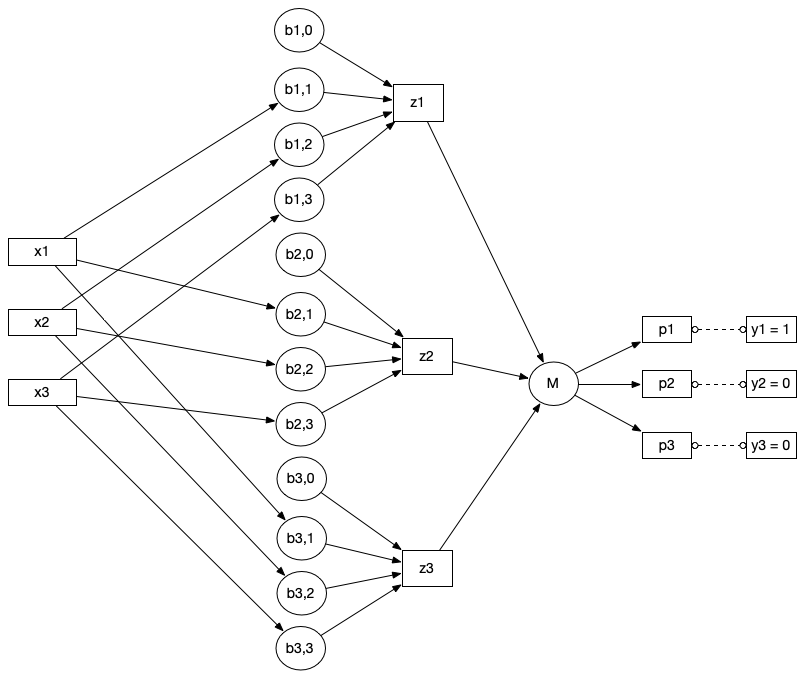 b1,0
b1,1
z1
b1,2
b1,3
x1
b2,0
b2,1
x2
p1
y1 = 1
z2
b2,2
M
p2
y2 = 0
x3
b2,3
p3
y3 = 0
b3,0
b3,1
z3
b3,2
b3,3